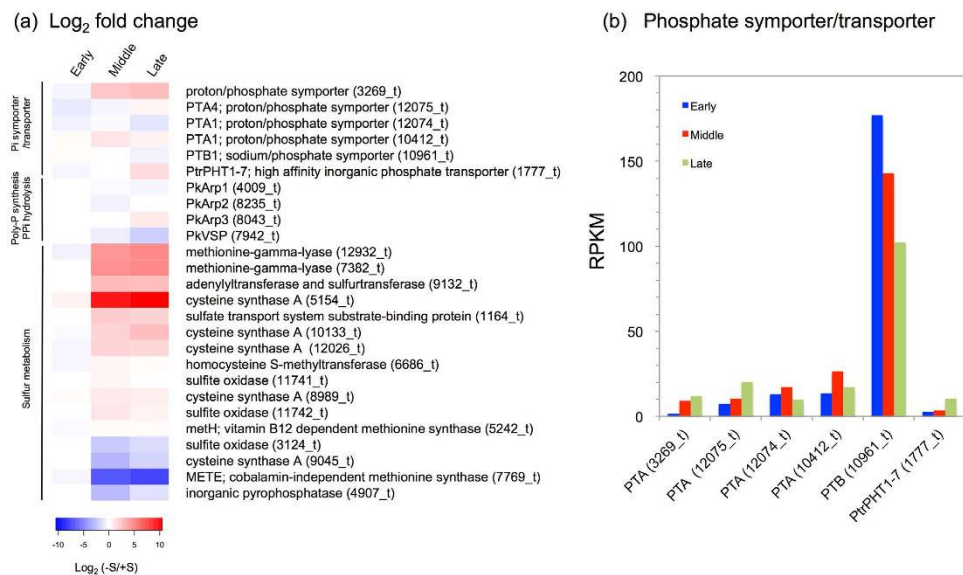 (a) Log2 fold change
Early
Middle
Late
Pi symporter
/transporter
Poly-P synthesis
PPi hydrolysis
Sulfur metabolism
proton/phosphate symporter (3269_t)
PTA4; proton/phosphate symporter (12075_t)
PTA1; proton/phosphate symporter (12074_t)
PTA1; proton/phosphate symporter (10412_t)
PTB1; sodium/phosphate symporter (10961_t)
PtrPHT1-7; high affinity inorganic phosphate transporter (1777_t)
PkArp1 (4009_t)
PkArp2 (8235_t)
PkArp3 (8043_t)
PkVSP (7942_t)
methionine-gamma-lyase (12932_t)
methionine-gamma-lyase (7382_t)
adenylyltransferase and sulfurtransferase (9132_t)
cysteine synthase A (5154_t)
sulfate transport system substrate-binding protein (1164_t)
cysteine synthase A (10133_t)
cysteine synthase A (12026_t)
homocysteine S-methyltransferase (6686_t)
sulfite oxidase (11741_t)
cysteine synthase A (8989_t)
sulfite oxidase (11742_t)
metH; vitamin B12 dependent methionine synthase (5242_t)
sulfite oxidase (3124_t)
cysteine synthase A (9045_t)
METE; cobalamin-independent methionine synthase (7769_t)
inorganic pyrophosphatase (4907_t)
-10 -5 0 5 10
Log2 (-S/+S)
(b) Phosphate symporter/transporter
RPKM
200
150
100
50
0
Early
Middle
Late
PTA (3269_t)
PTA (12075_t)
PTA (12074_t)
PTA (10412_t)
PTB (10961_t)
PtrPHT1-7 (1777_t)